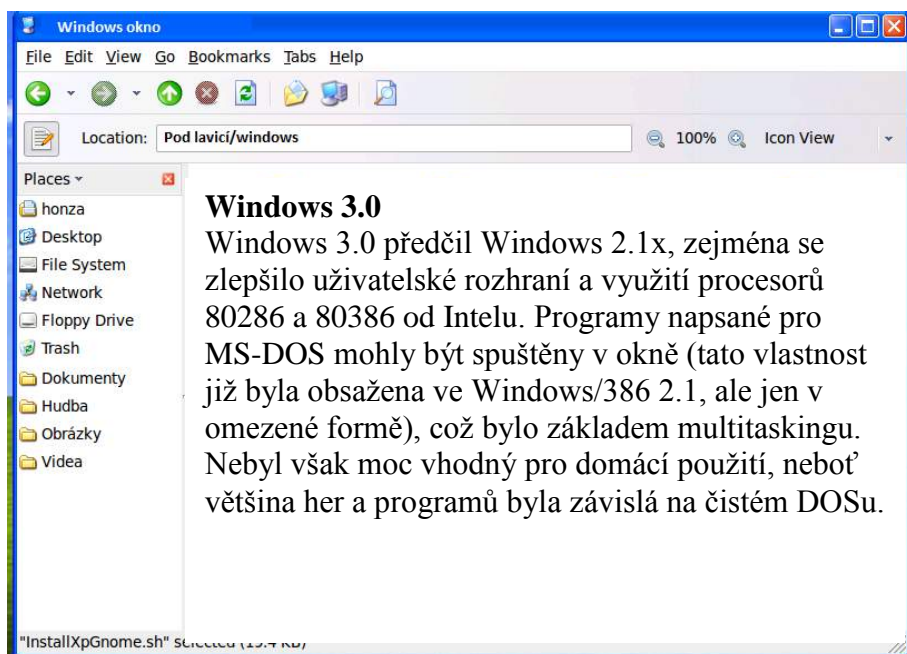 Windows okno
File Edit View Go Bookmarks Tabs Help
Location: Pod lavicí/windows 100% Icon View
Places
honza
Desktop
File System
Network
Floppy Drive
Trash
Dokumenty
Hudba
Obrázky
Videa
Windows 3.0
Windows 3.0 předčil Windows 2.1x, zejména se
zlepšilo uživatelské rozhraní a využití procesorů
80286 a 80386 od Intelu. Programy napsané pro
MS-DOS mohly být spuštěny v okně (tato vlastnost
již byla obsažena ve Windows/386 2.1, ale jen v
omezené formě), což bylo základem multitaskingu.
Nebyl však moc vhodný pro domácí použití, neboť
většina her a programů byla závislá na čistém DOSu.
"InstallXpGnome.sh" selected